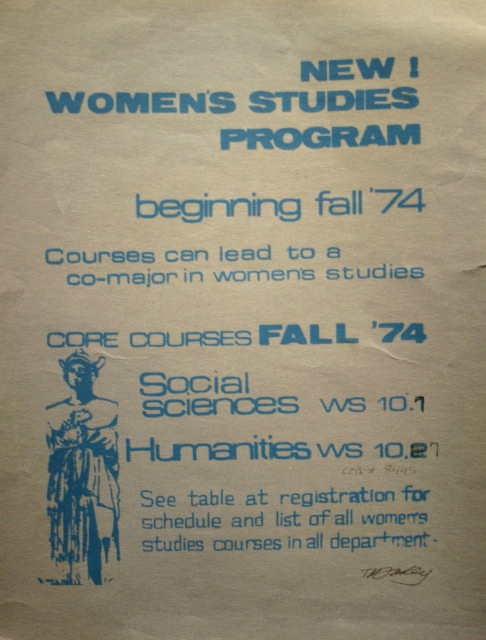 NEW !
WOMEN'S STUDIES
PROGRAM
beginning fall '74
Courses can lead to a
co-major in women's studies
CORE COURSES FALL '74
Social
sciences WS 10.1
Humanities WS 10.
See table at registration for
schedule and list of all women's
studies courses in all department-